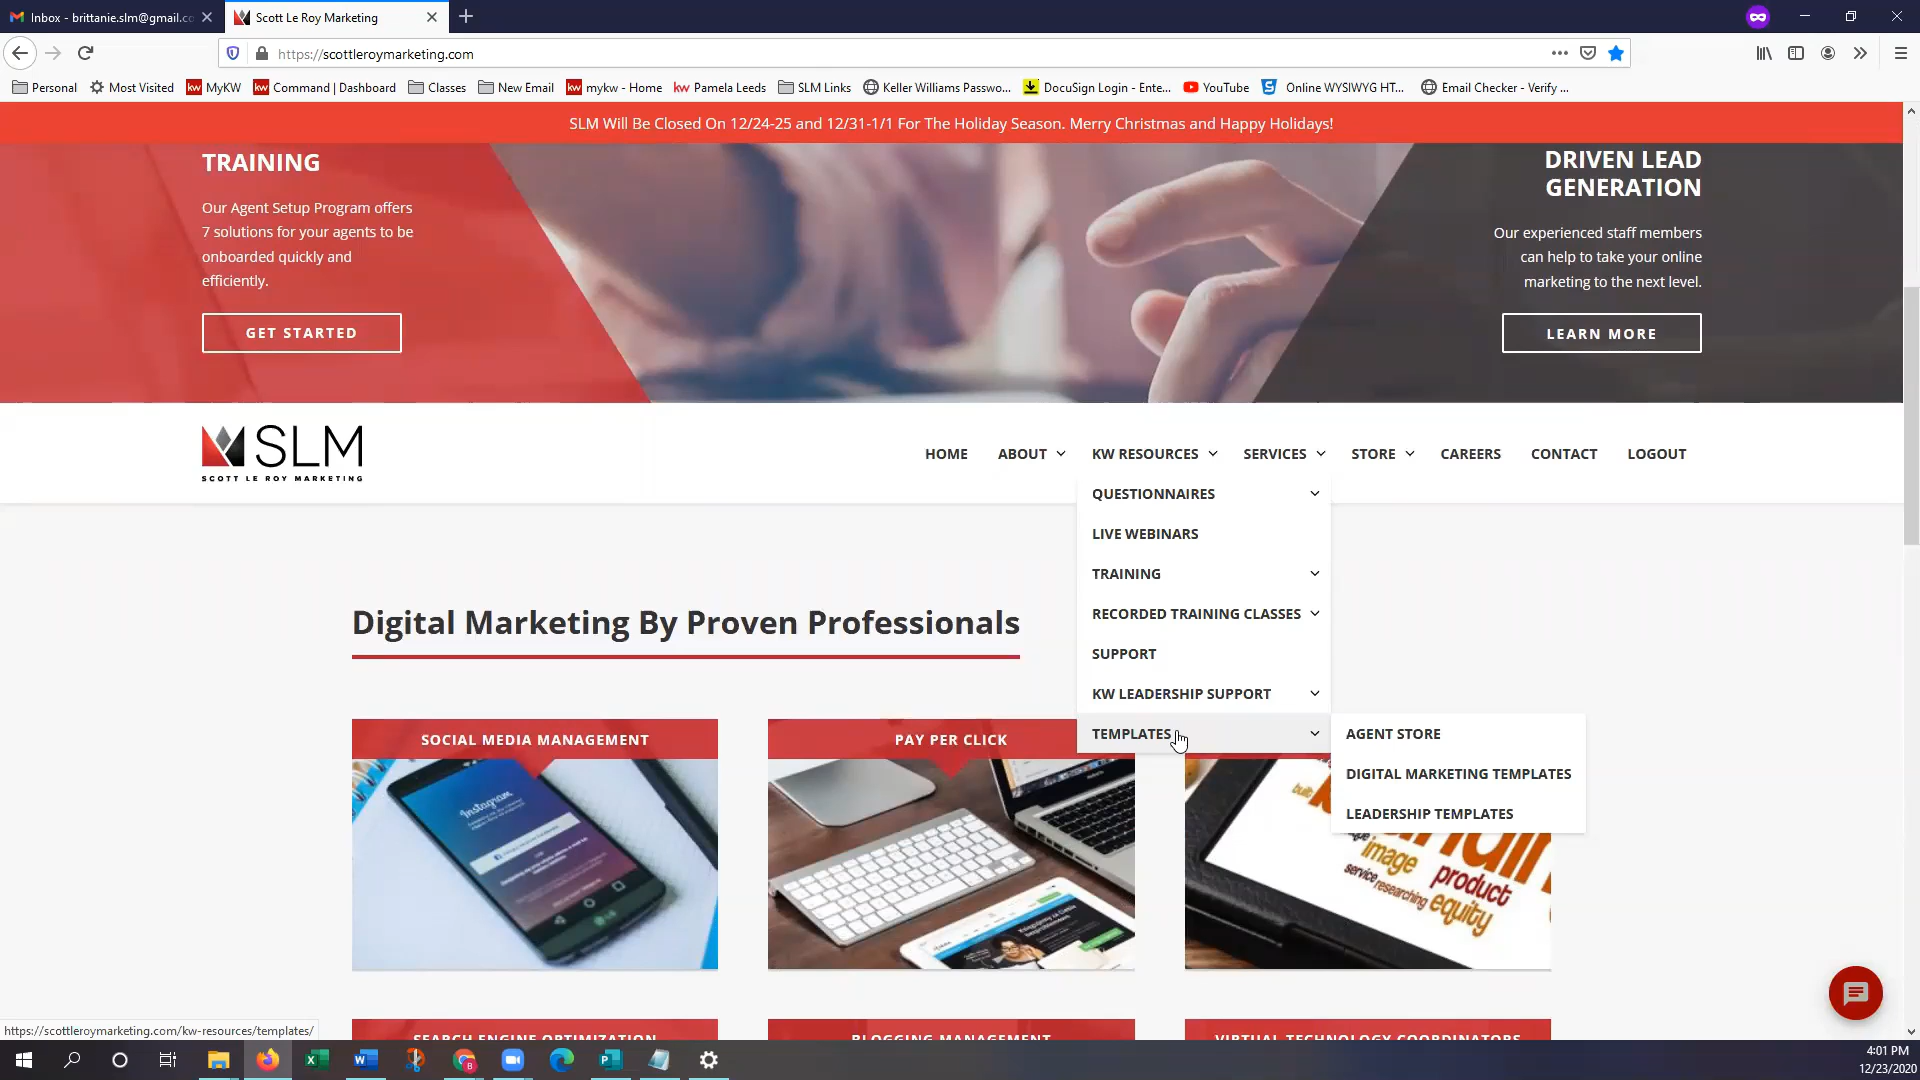 Inbox - brittanie.slm@gmail.co
Scott Le Roy Marketing
https://scottleroymarketing.com
Personal
Most Visited
MyKW
Command | Dashboard
Classes
New Email
mykw - Home
Pamela Leeds
SLM Links
Keller Williams Passwo...
DocuSign Login - Ente...
YouTube
Online WYSIWYG HT...
Email Checker - Verify ...
SLM Will Be Closed On 12/24-25 and 12/31-1/1 For The Holiday Season. Merry Christmas and Happy Holidays!
TRAINING
Our Agent Setup Program offers
7 solutions for your agents to be
onboarded quickly and
efficiently.
GET STARTED
DRIVEN LEAD
GENERATION
Our experienced staff members
can help to take your online
marketing to the next level.
LEARN MORE
SLM
SCOTT LE ROY MARKETING
HOME
ABOUT
KW RESOURCES
SERVICES
STORE
CAREERS
CONTACT
LOGOUT
QUESTIONNAIRES
LIVE WEBINARS
TRAINING
RECORDED TRAINING CLASSES
SUPPORT
KW LEADERSHIP SUPPORT
TEMPLATES
AGENT STORE
DIGITAL MARKETING TEMPLATES
LEADERSHIP TEMPLATES
Digital Marketing By Proven Professionals
SOCIAL MEDIA MANAGEMENT
PAY PER CLICK
Instagram
image
product
service
researching
equity
SEARCH ENGINE OPTIMIZATION
BLOGGING MANAGEMENT
VIRTUAL TECHNOLOGY COORDINATORS
https://scottleroymarketing.com/kw-resources/templates/
4:01 PM
12/23/2020